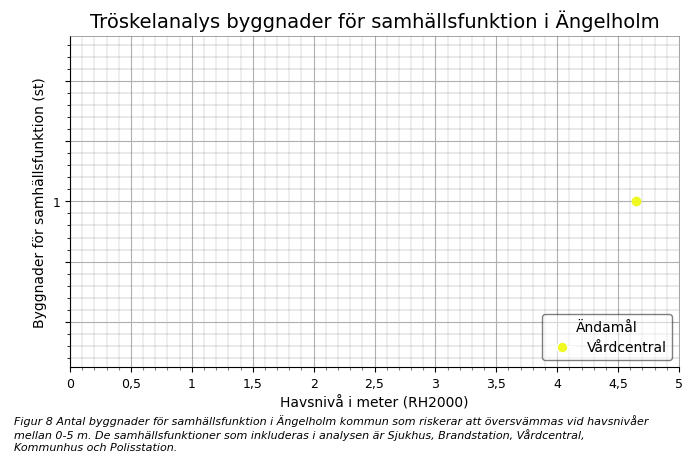 Tröskelanalys byggnader för samhällsfunktion i Ängelholm
Byggnader för samhällsfunktion (st)
1
Ändamål
Vårdcentral
0 0,5 1 1,5 2 2,5 3 3,5 4 4,5 5
Havsnivå i meter (RH2000)
Figur 8 Antal byggnader för samhällsfunktion i Ängelholm kommun som riskerar att översvämmas vid havsnivåer
mellan 0-5 m. De samhällsfunktioner som inkluderas i analysen är Sjukhus, Brandstation, Vårdcentral,
Kommunhus och Polisstation.